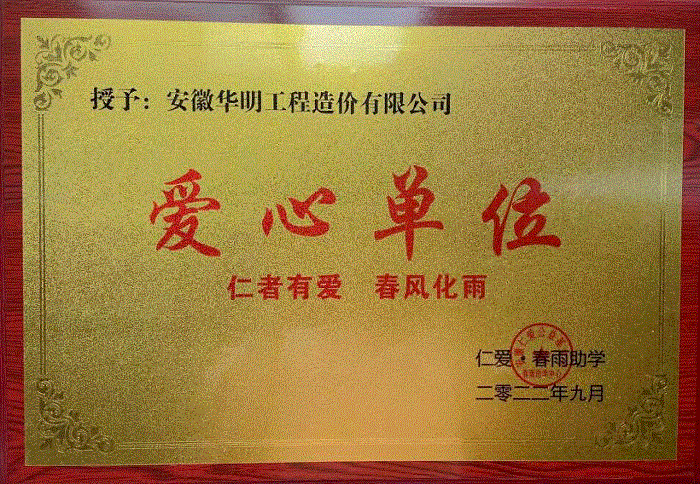 授予：安徽华明工程造价有限公司
爱心单位
仁者有爱 春风化雨
仁爱·春雨助学
二零二二年九月